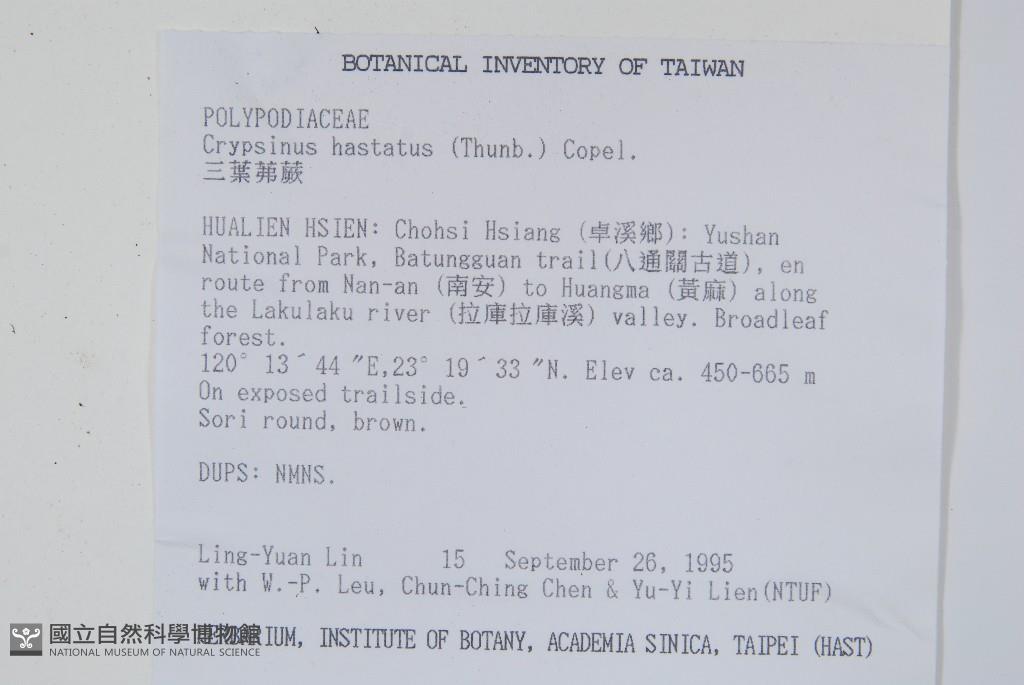 BOTANICAL INVENTORY OF TAIWAN
POLYPODIACEAE
Crypsinus hastatus (Thunb.) Copel.
三葉茀蕨
HUALIEN HSIEN: Chohsi Hsiang (卓溪鄉): Yushan
National Park, Batungguan trail(八通關古道), en
route from Nan-an (南安) to Huangma (黃麻) along
the Lakulaku river (拉庫拉庫溪) valley. Broadleaf
forest.
120° 13´ 44 ″E,23° 19´ 33 ″N. Elev ca. 450-665 m
On exposed trailside.
Sori round, brown.
DUPS: NMNS.
Ling-Yuan Lin 15 September 26, 1995
with W.-P. Leu, Chun-Ching Chen & Yu-Yi Lien(NTUF)
INSTITUTE OF BOTANY, ACADEMIA SINICA, TAIPEI (HAST)
國立自然科學博物館
NATIONAL MUSEUM OF NATURAL SCIENCE